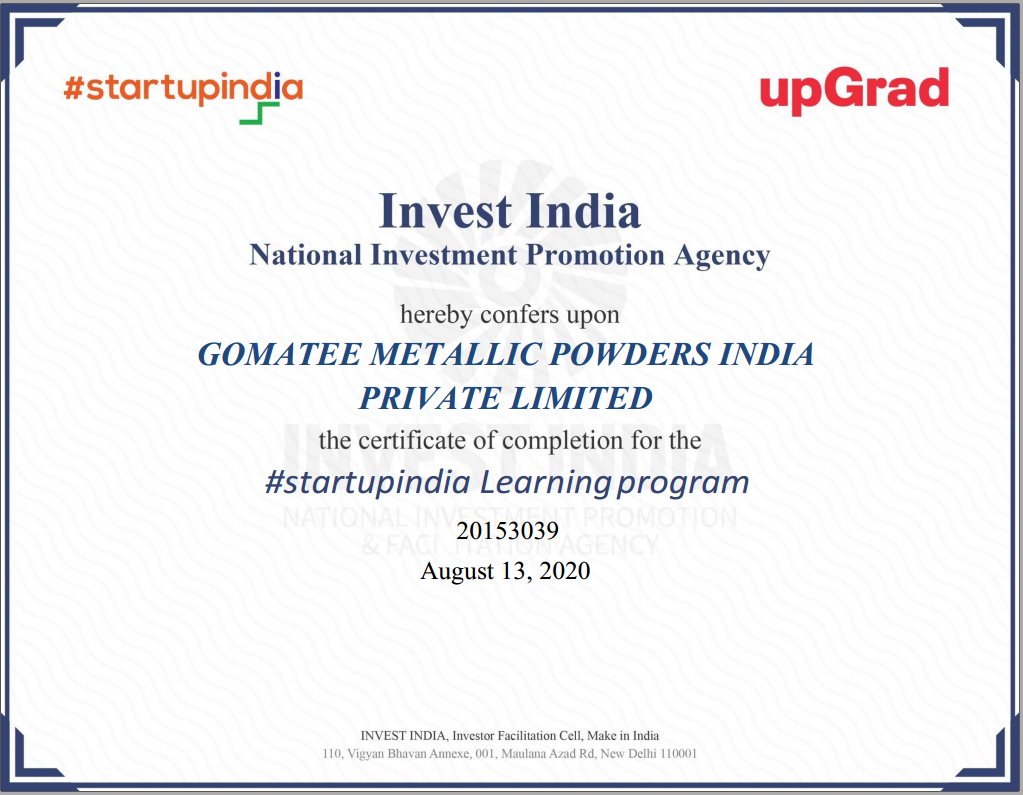 #startupindia
upGrad
Invest India
National Investment Promotion Agency
hereby confers upon
GOMATEE METALLIC POWDERS INDIA
PRIVATE LIMITED
the certificate of completion for the
#startupindia Learning program
20153039
August 13, 2020
INVEST INDIA
NATIONAL INVESTMENT PROMOTION
& FACILITATION AGENCY
INVEST INDIA, Investor Facilitation Cell, Make in India
110, Vigyan Bhavan Annexe, 001, Maulana Azad Rd, New Delhi 110001